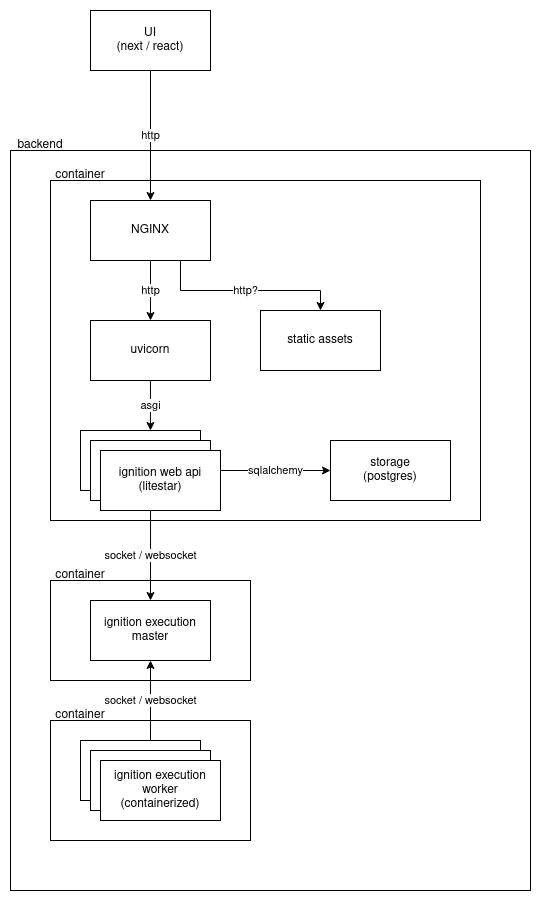 UI
(next / react)
http
backend
container
NGINX
http
http?
uvicorn
static assets
asgi
ignition web api
(litestar)
sqlalchemy
storage
(postgres)
socket / websocket
container
ignition execution
master
socket / websocket
container
ignition execution
worker
(containerized)